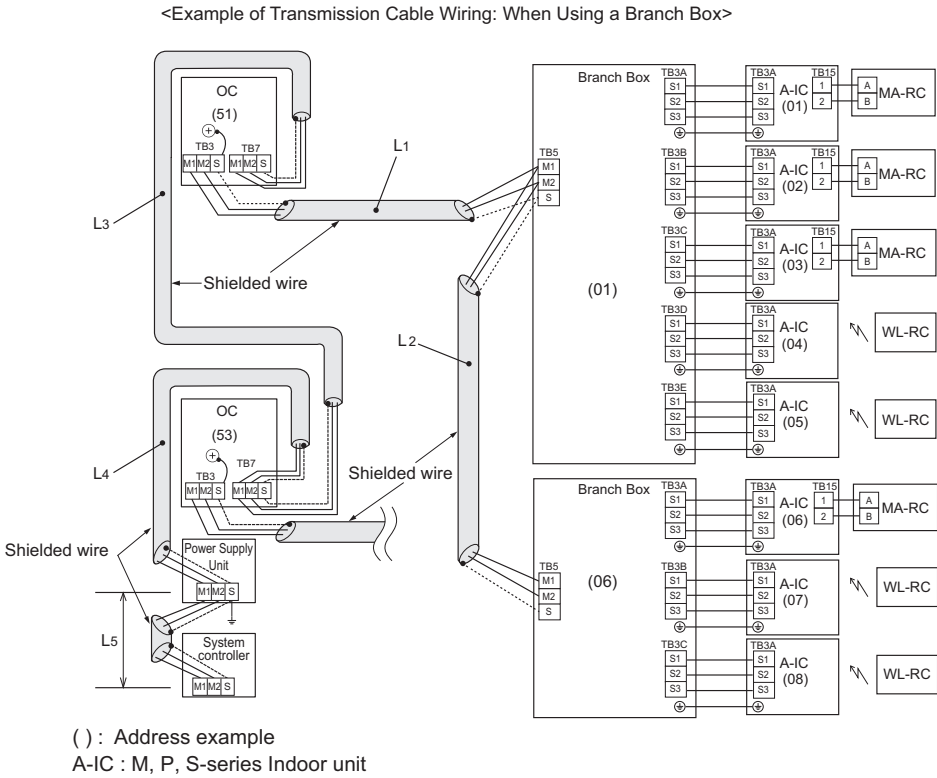 <Example of Transmission Cable Wiring: When Using a Branch Box>
OC
(51)
TB3
TB7
M1 M2 S
M1 M2 S
L1
L3
Shielded wire
L2
OC
(53)
TB3
TB7
M1 M2 S
M1 M2 S
L4
Shielded wire
Shielded wire
Power Supply
Unit
M1 M2 S
L5
System
controller
M1 M2 S
Branch Box
TB5
M1
M2
S
(01)
TB3A
S1
S2
S3
TB3A
S1
S2
S3
A-IC
(01)
TB15
1
2
A
B
MA-RC
TB3B
S1
S2
S3
TB3A
S1
S2
S3
A-IC
(02)
TB15
1
2
A
B
MA-RC
TB3C
S1
S2
S3
TB3A
S1
S2
S3
A-IC
(03)
TB15
1
2
A
B
MA-RC
TB3D
S1
S2
S3
TB3A
S1
S2
S3
A-IC
(04)
WL-RC
TB3E
S1
S2
S3
TB3A
S1
S2
S3
A-IC
(05)
WL-RC
Branch Box
TB5
M1
M2
S
(06)
TB3A
S1
S2
S3
TB3A
S1
S2
S3
A-IC
(06)
TB15
1
2
A
B
MA-RC
TB3B
S1
S2
S3
TB3A
S1
S2
S3
A-IC
(07)
WL-RC
TB3C
S1
S2
S3
TB3A
S1
S2
S3
A-IC
(08)
WL-RC
( ) : Address example
A-IC : M, P, S-series Indoor unit